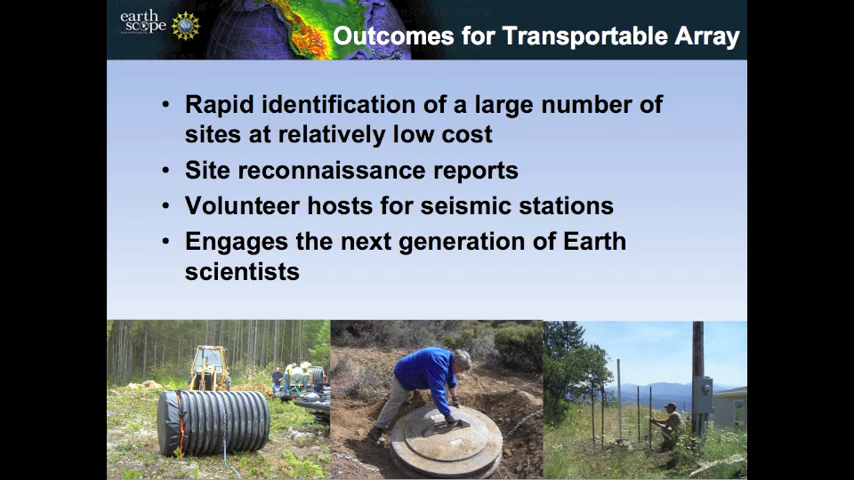 earth
scope
Outcomes for Transportable Array
• Rapid identification of a large number of
sites at relatively low cost
• Site reconnaissance reports
• Volunteer hosts for seismic stations
• Engages the next generation of Earth
scientists